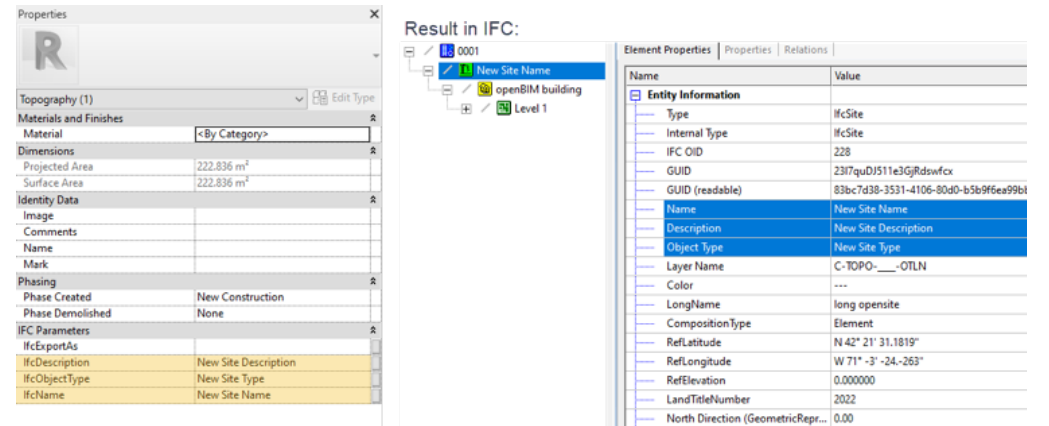 Properties
R
Topography (1)
Edit Type
Materials and Finishes
Material <By Category>
Dimensions
Projected Area 222.836 m²
Surface Area 222.836 m²
Identity Data
Image
Comments
Name
Mark
Phasing
Phase Created New Construction
Phase Demolished None
IFC Parameters
IfcExportAs
IfcDescription New Site Description
IfcObjectType New Site Type
IfcName New Site Name
Result in IFC:
0001
New Site Name
openBIM building
Level 1
Element Properties Properties Relations
Name Value
Entity Information
Type IfcSite
Internal Type IfcSite
IFC OID 228
GUID 23I7quDJ511e3GjRdswfcx
GUID (readable) 83bc7d38-3531-4106-80d0-b5b9f6ea99bb
Name New Site Name
Description New Site Description
Object Type New Site Type
Layer Name C-TOPO-___-OTLN
Color ---
LongName long opensite
CompositionType Element
RefLatitude N 42° 21' 31.1819"
RefLongitude W 71° -3' -24.-263"
RefElevation 0.000000
LandTitleNumber 2022
North Direction (GeometricRepr... 0.00